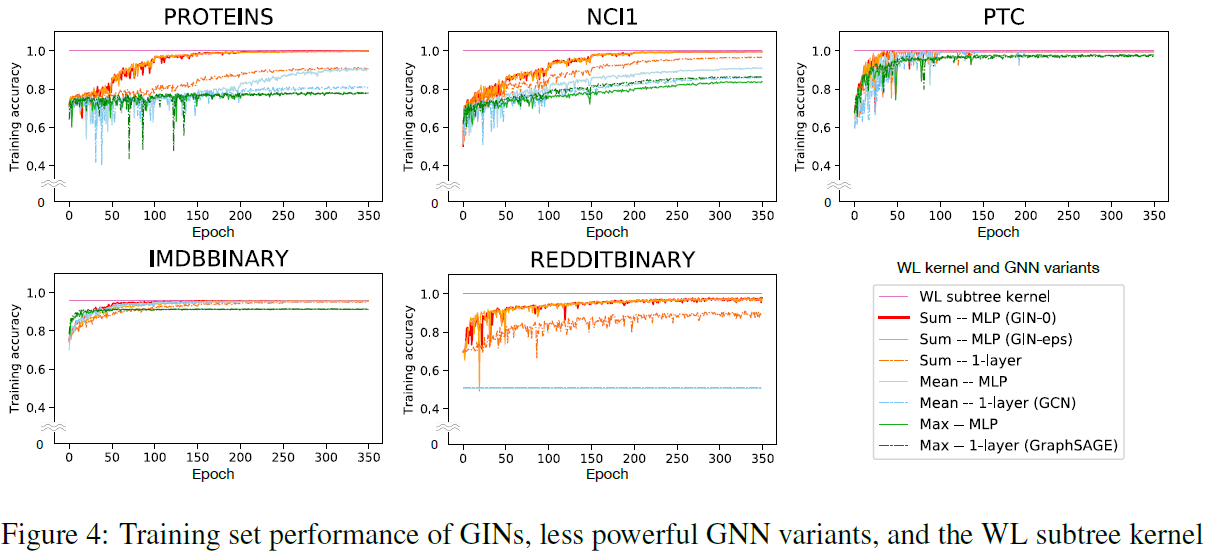 PROTEINS
1.0
0.8
0.6
0.4
0
Training accuracy
0 50 100 150 200 250 300 350
Epoch
NCI1
1.0
0.8
0.6
0.4
0
Training accuracy
0 50 100 150 200 250 300 350
Epoch
PTC
1.0
0.8
0.6
0.4
0
Training accuracy
0 50 100 150 200 250 300 350
Epoch
IMDBBINARY
1.0
0.8
0.6
0.4
0
Training accuracy
0 50 100 150 200 250 300 350
Epoch
REDDITBINARY
1.0
0.8
0.6
0.4
0
Training accuracy
0 50 100 150 200 250 300 350
Epoch
WL kernel and GNN variants
WL subtree kernel
Sum -- MLP (GIN-0)
Sum -- MLP (GIN-eps)
Sum -- 1-layer
Mean -- MLP
Mean -- 1-layer (GCN)
Max – MLP
Max – 1-layer (GraphSAGE)
Figure 4: Training set performance of GINs, less powerful GNN variants, and the WL subtree kernel